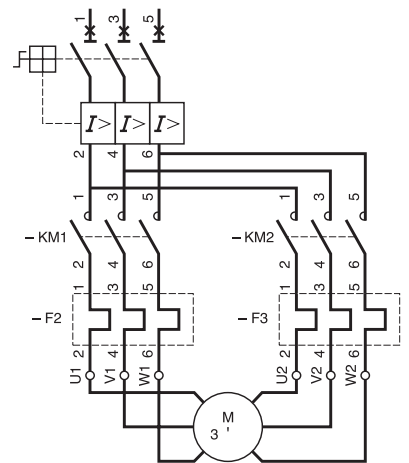 1 3 5
I> I> I>
2 4 6
1 3 5 1 3 5
– KM1 – KM2
2 4 6 2 4 6
1 3 5 1 3 5
– F2 – F3
2 4 6 2 4 6
U1 V1 W1 U2 V2 W2
M
3 '